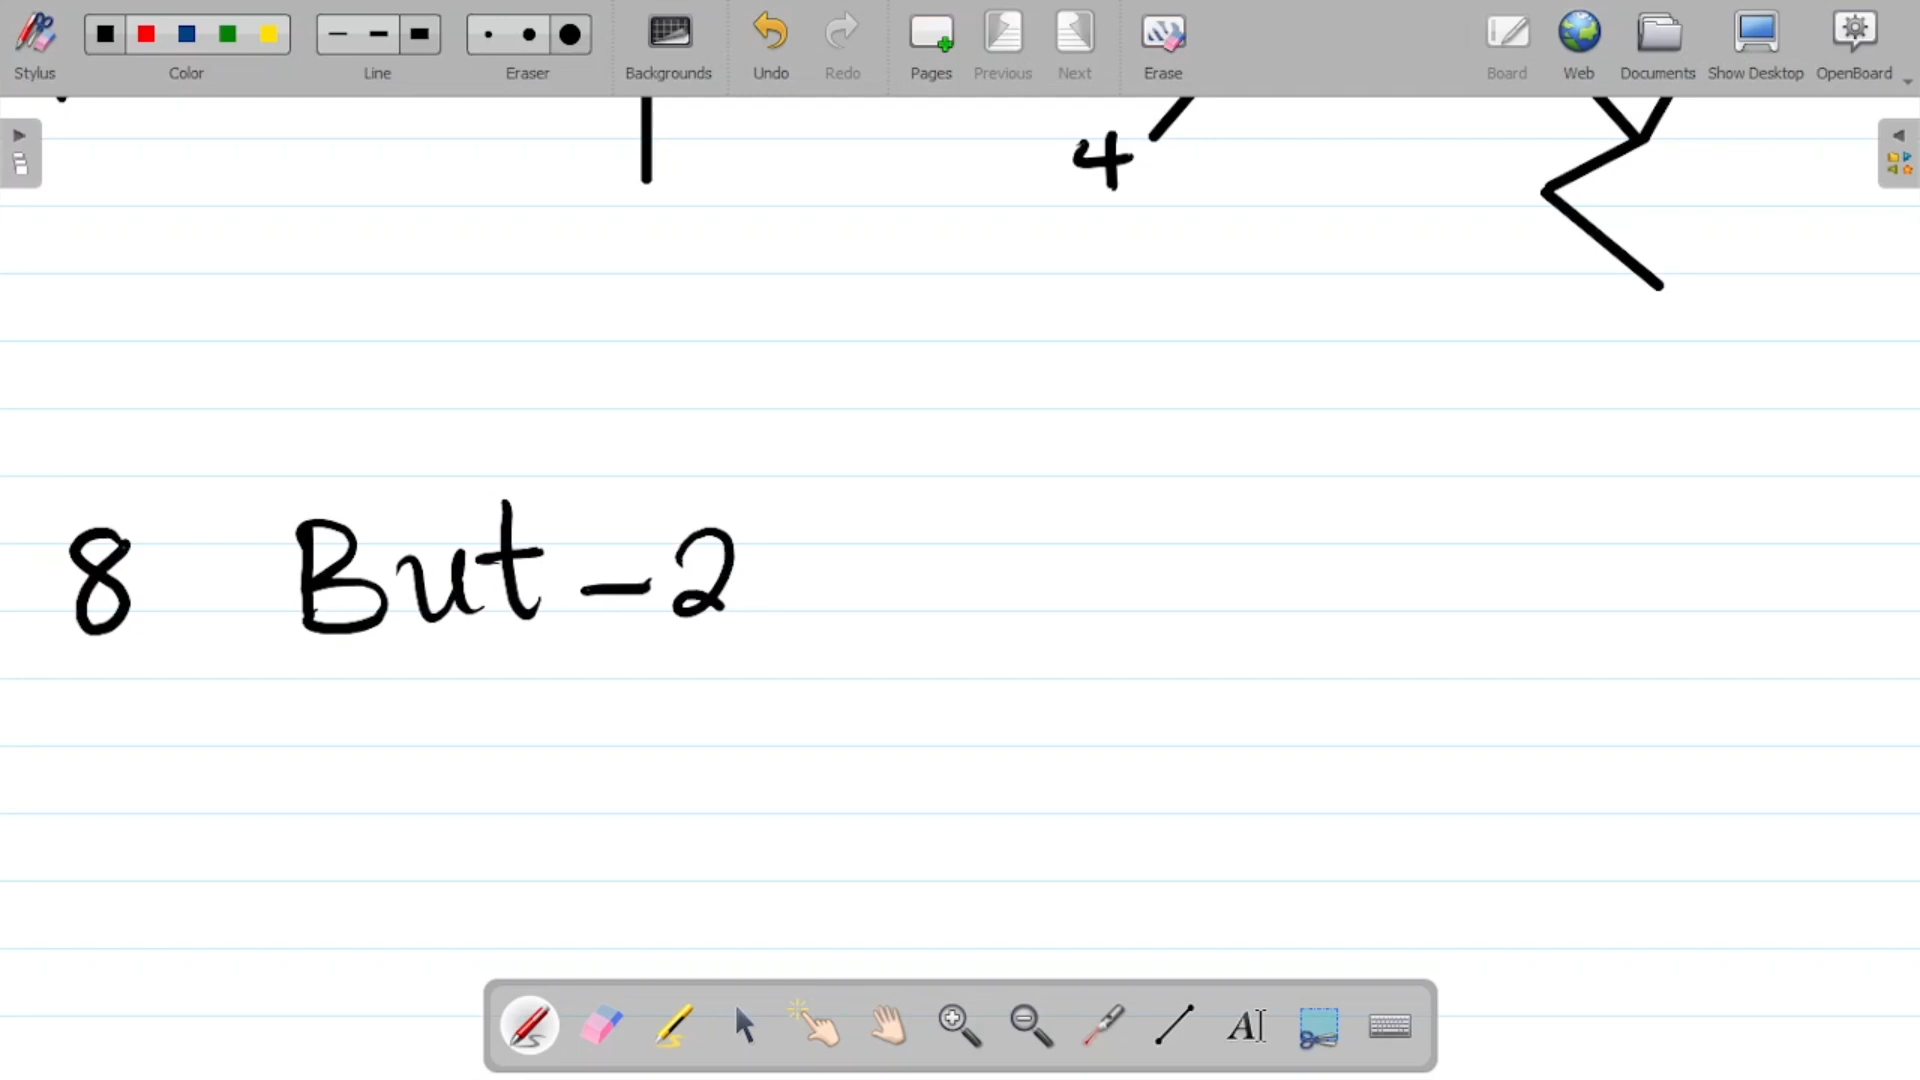 Stylus
Color
Line
Eraser
Backgrounds
Undo
Redo
Pages
Previous
Next
Erase
Board
Web
Documents
Show Desktop
OpenBoard
4
8 But-2
A